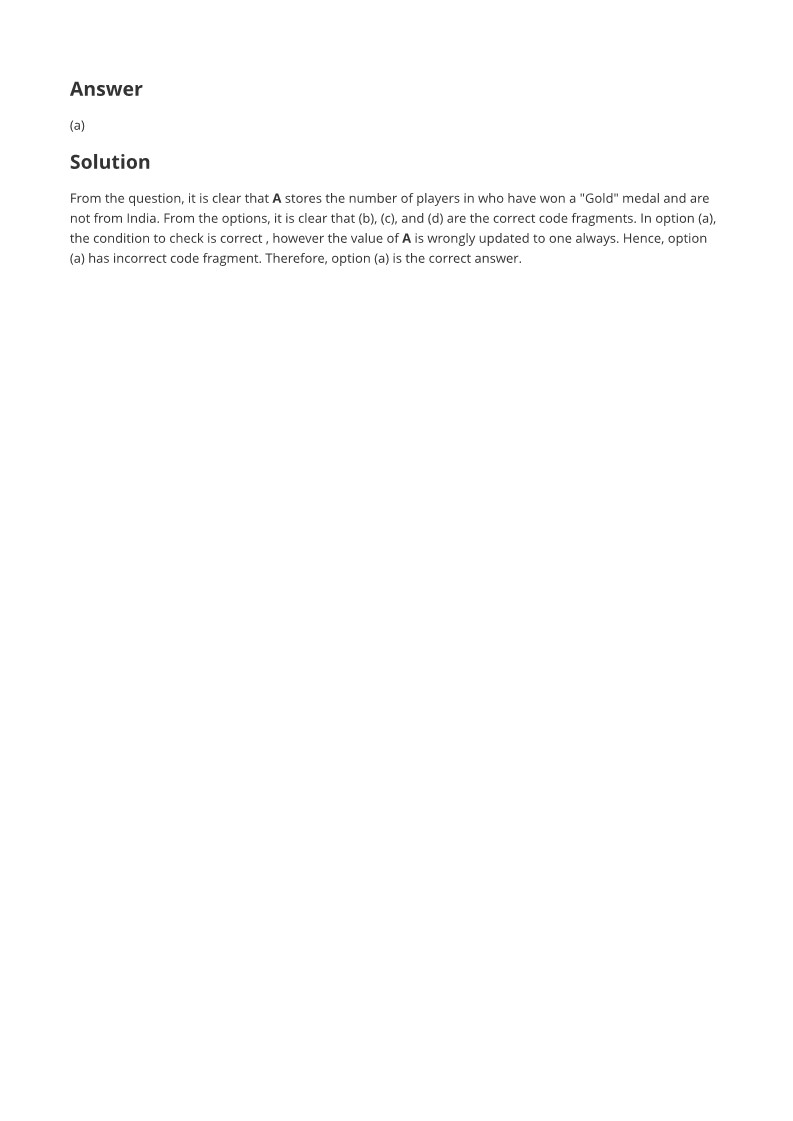 Answer
(a)
Solution
From the question, it is clear that A stores the number of players in who have won a "Gold" medal and are
not from India. From the options, it is clear that (b), (c), and (d) are the correct code fragments. In option (a),
the condition to check is correct , however the value of A is wrongly updated to one always. Hence, option
(a) has incorrect code fragment. Therefore, option (a) is the correct answer.